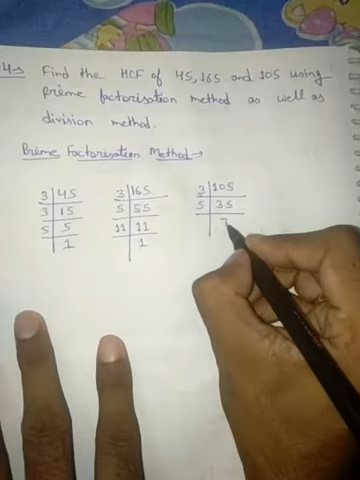 Find the HCF of 45, 165 and 105 using
Prime factorisation method as well as
division method.
Prime Factorisation Method →
3 | 45
3 | 15
5 | 5
1
3 | 165
5 | 55
11 | 11
1
3 | 105
5 | 35
7